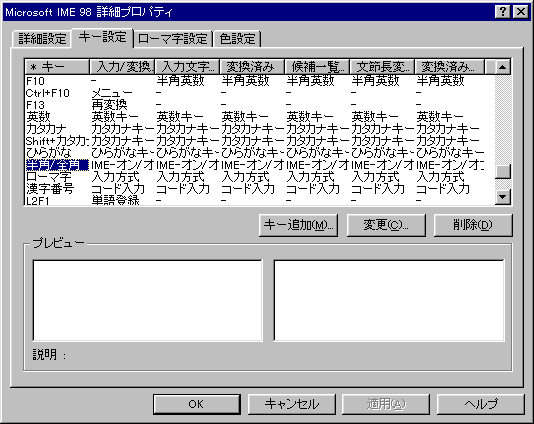 Microsoft IME 98 詳細プロパティ
詳細設定 キー設定 ローマ字設定 色設定
* キー 入力/変換 入力文字... 変換済み 候補一覧... 文節長変... 変換済み...
F10 - 半角英数 半角英数 半角英数 半角英数 半角英数
Ctrl+F10 メニュー - - - - -
F13 再変換 - - - - -
英数 英数キー 英数キー 英数キー 英数キー 英数キー 英数キー
カタカナ カタカナキー カタカナキー カタカナキー カタカナキー カタカナキー カタカナキー
Shift+カタカ カタカナキー カタカナキー カタカナキー カタカナキー カタカナキー カタカナキー
ひらがな ひらがなキー ひらがなキー ひらがなキー ひらがなキー ひらがなキー ひらがなキー
半角/全角 IME-オン/オ IME-オン/オ IME-オン/オ IME-オン/オ IME-オン/オ IME-オン/オ
ローマ字 入力方式 入力方式 入力方式 入力方式 入力方式 入力方式
漢字番号 コード入力 コード入力 コード入力 コード入力 コード入力 コード入力
L2F1 単語登録 - - - - -
キー追加(M)... 変更(C)... 削除(D)
プレビュー
説明 :
OK キャンセル 適用(A) ヘルプ